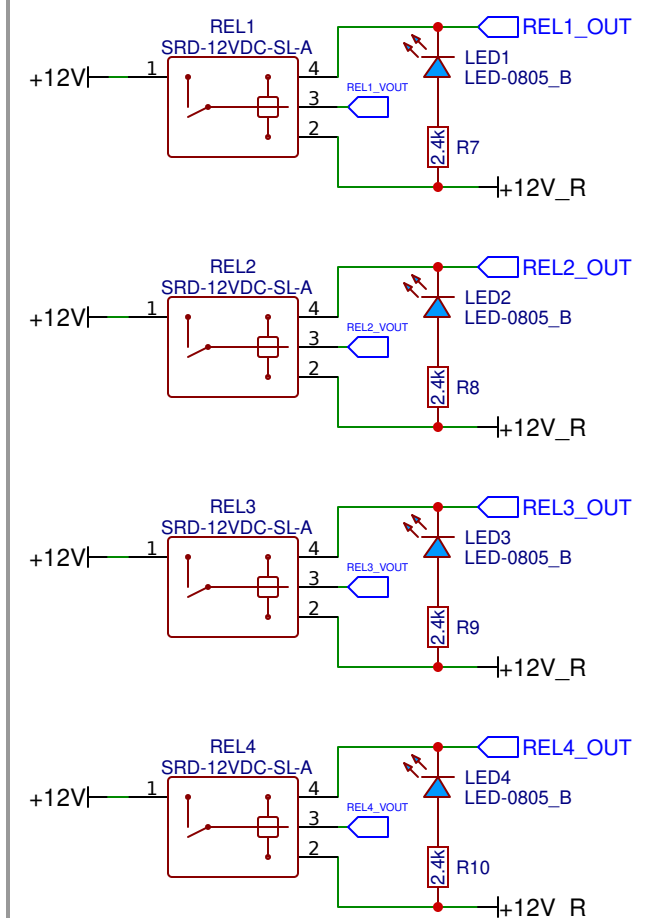 REL1
SRD-12VDC-SL-A
REL1_OUT
LED1
LED-0805_B
+12V
1
4
3
2
REL1_VOUT
2.4k
R7
+12V_R
REL2
SRD-12VDC-SL-A
REL2_OUT
LED2
LED-0805_B
+12V
1
4
3
2
REL2_VOUT
2.4k
R8
+12V_R
REL3
SRD-12VDC-SL-A
REL3_OUT
LED3
LED-0805_B
+12V
1
4
3
2
REL3_VOUT
2.4k
R9
+12V_R
REL4
SRD-12VDC-SL-A
REL4_OUT
LED4
LED-0805_B
+12V
1
4
3
2
REL4_VOUT
2.4k
R10
+12V_R